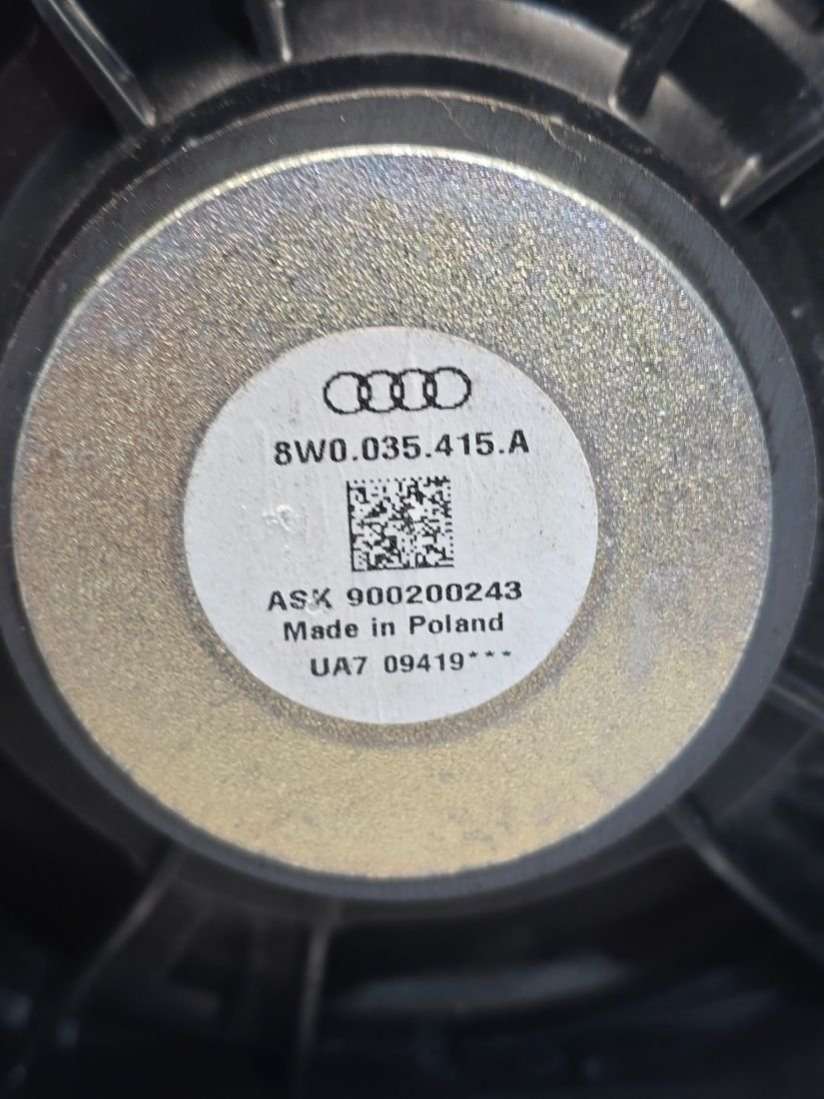 8W0.035.415.A
ASK 900200243
Made in Poland
UA7 09419***